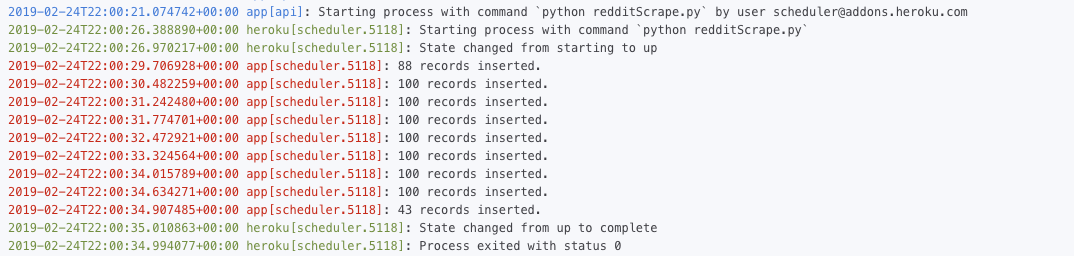 2019-02-24T22:00:21.074742+00:00 app[api]: Starting process with command `python redditScrape.py` by user scheduler@addons.heroku.com
2019-02-24T22:00:26.388890+00:00 heroku[scheduler.5118]: Starting process with command `python redditScrape.py`
2019-02-24T22:00:26.970217+00:00 heroku[scheduler.5118]: State changed from starting to up
2019-02-24T22:00:29.706928+00:00 app[scheduler.5118]: 88 records inserted.
2019-02-24T22:00:30.482259+00:00 app[scheduler.5118]: 100 records inserted.
2019-02-24T22:00:31.242480+00:00 app[scheduler.5118]: 100 records inserted.
2019-02-24T22:00:31.774701+00:00 app[scheduler.5118]: 100 records inserted.
2019-02-24T22:00:32.472921+00:00 app[scheduler.5118]: 100 records inserted.
2019-02-24T22:00:33.324564+00:00 app[scheduler.5118]: 100 records inserted.
2019-02-24T22:00:34.015789+00:00 app[scheduler.5118]: 100 records inserted.
2019-02-24T22:00:34.634271+00:00 app[scheduler.5118]: 100 records inserted.
2019-02-24T22:00:34.907485+00:00 app[scheduler.5118]: 43 records inserted.
2019-02-24T22:00:35.010863+00:00 heroku[scheduler.5118]: State changed from up to complete
2019-02-24T22:00:34.994077+00:00 heroku[scheduler.5118]: Process exited with status 0